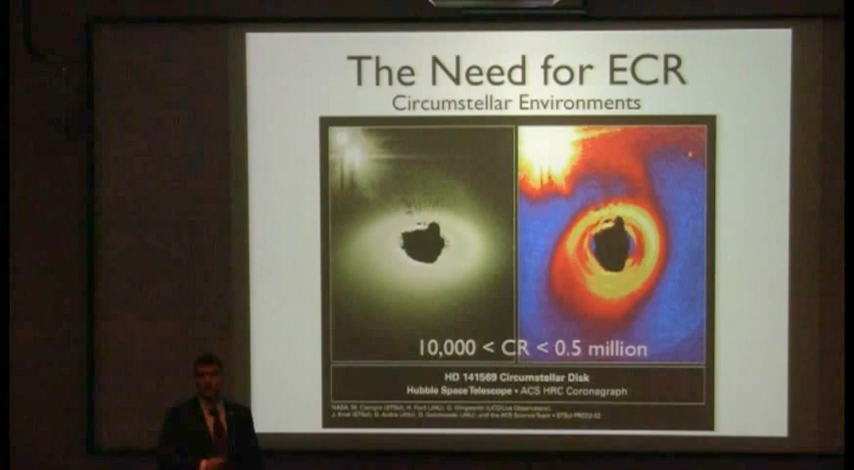 The Need for ECR
Circumstellar Environments
10,000 < CR < 0.5 million
HD 141569 Circumstellar Disk
Hubble Space Telescope • ACS HRC Coronagraph